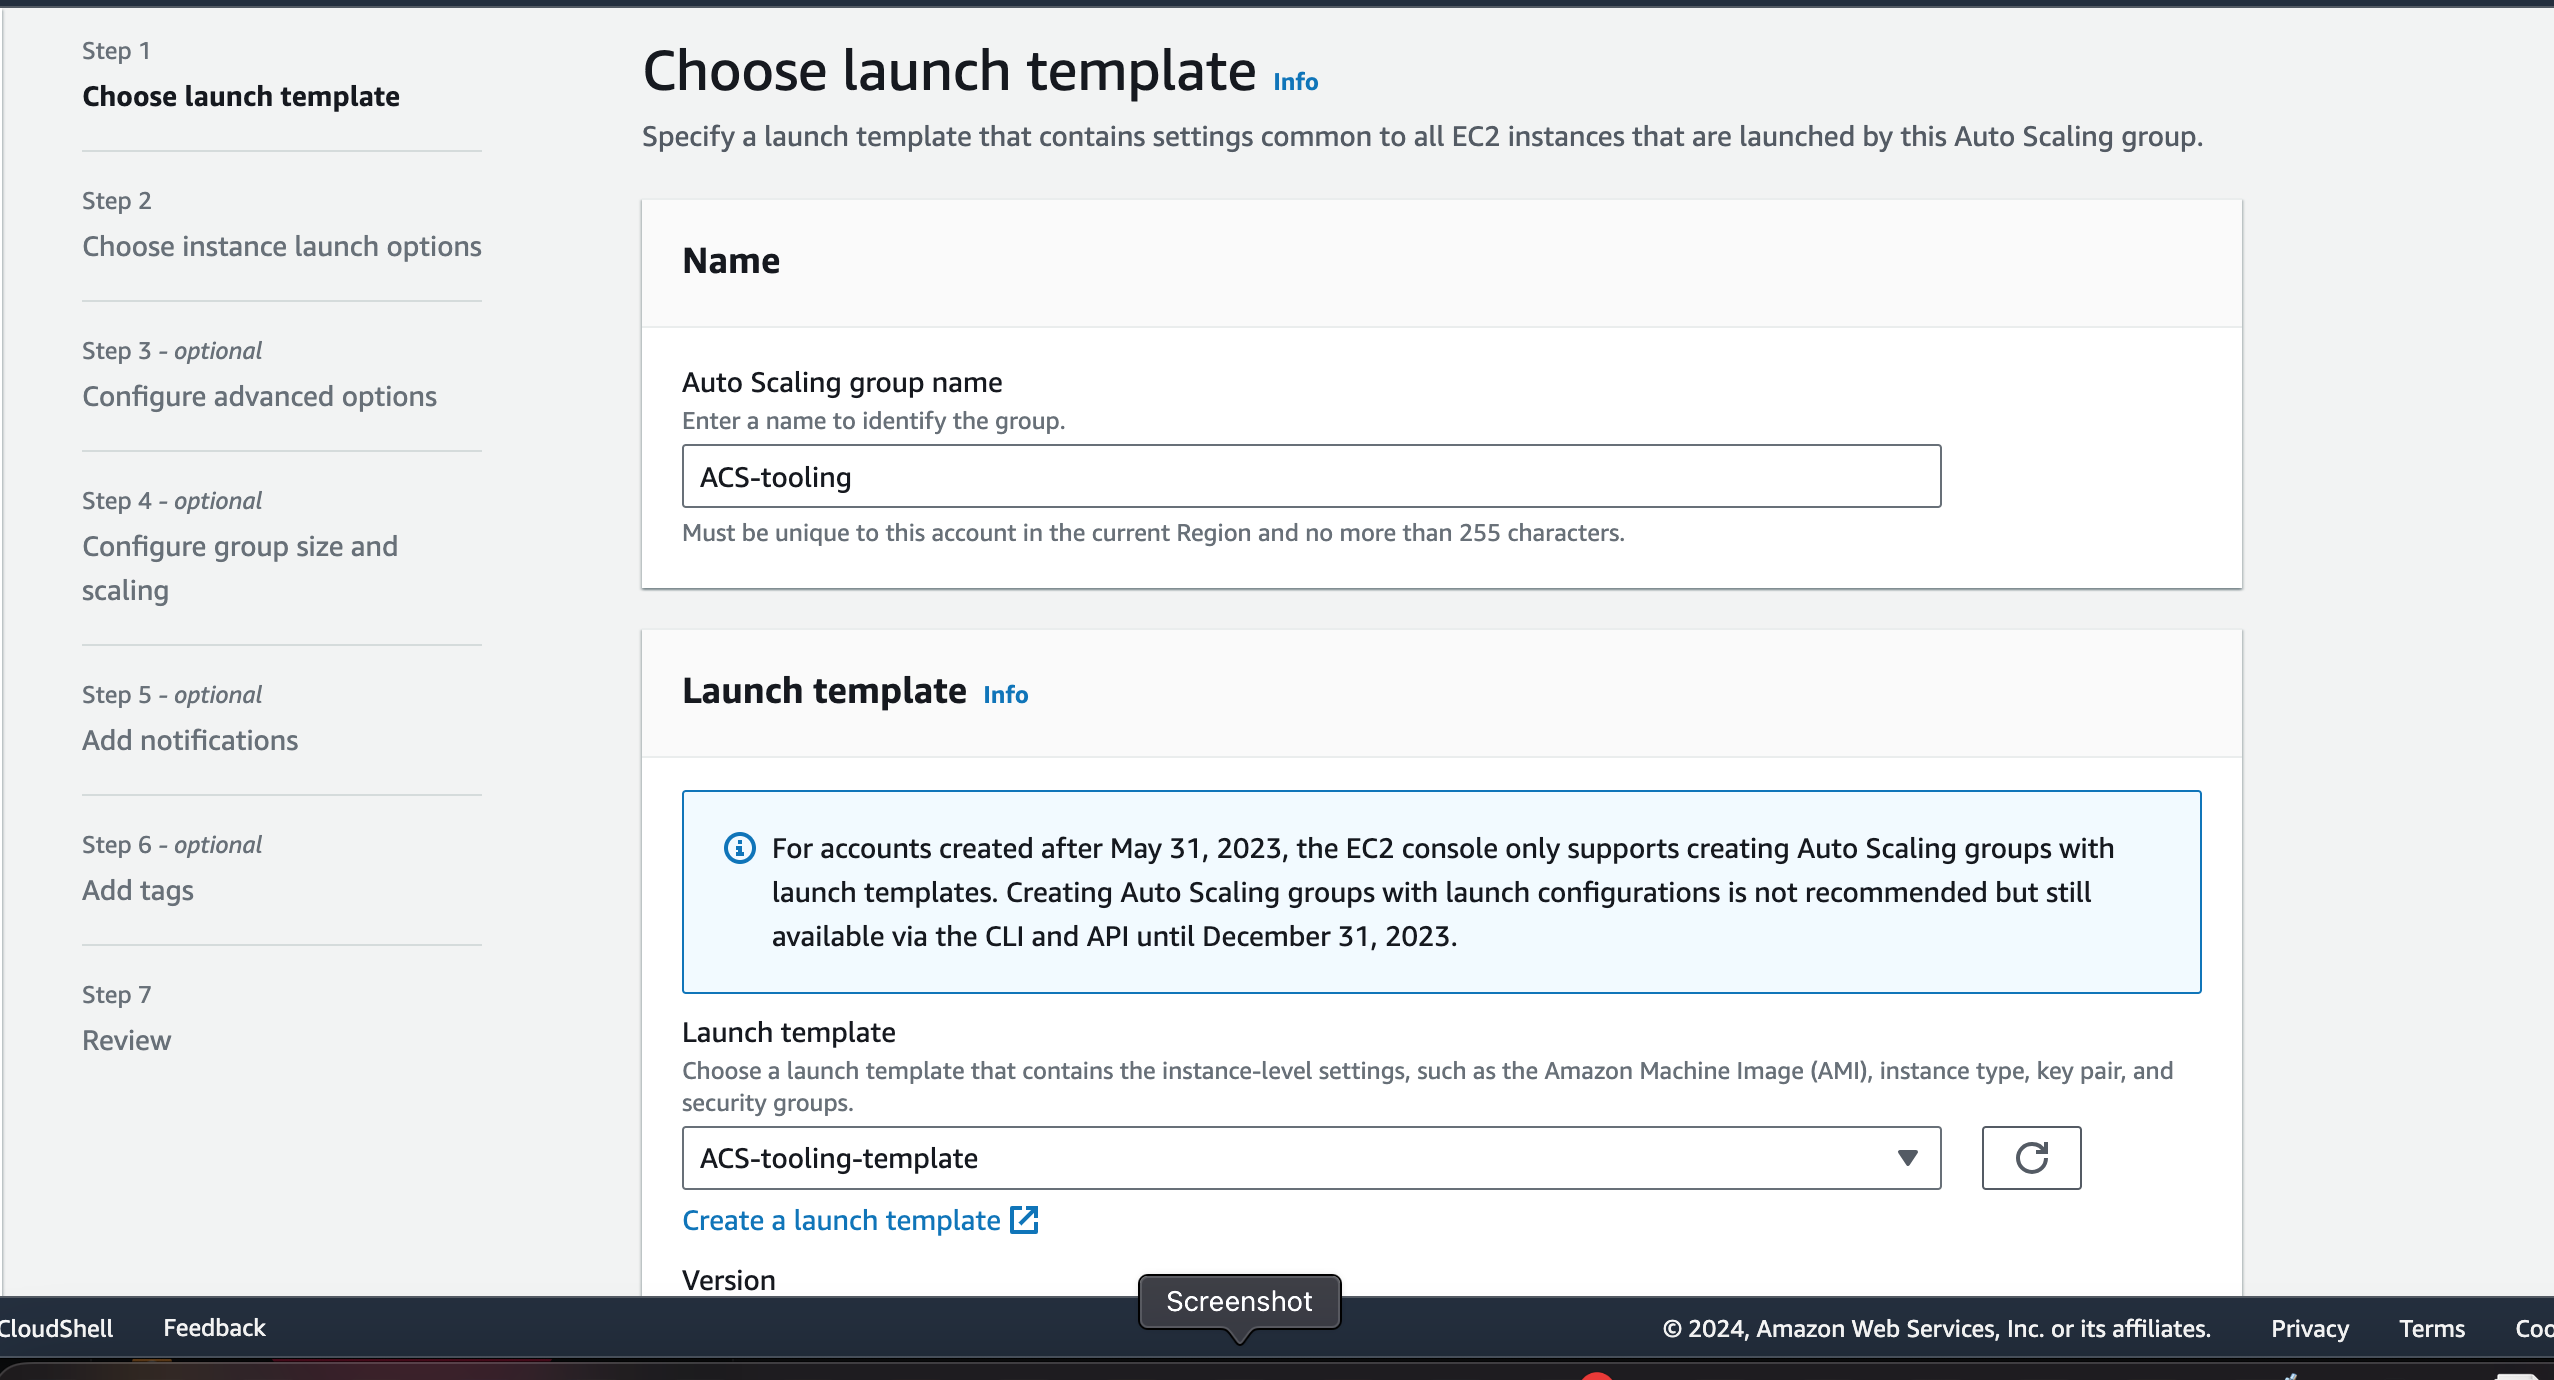 Step 1
Choose launch template
Step 2
Choose instance launch options
Step 3 - optional
Configure advanced options
Step 4 - optional
Configure group size and
scaling
Step 5 - optional
Add notifications
Step 6 - optional
Add tags
Step 7
Review
Choose launch template Info
Specify a launch template that contains settings common to all EC2 instances that are launched by this Auto Scaling group.
Name
Auto Scaling group name
Enter a name to identify the group.
ACS-tooling
Must be unique to this account in the current Region and no more than 255 characters.
Launch template Info
For accounts created after May 31, 2023, the EC2 console only supports creating Auto Scaling groups with
launch templates. Creating Auto Scaling groups with launch configurations is not recommended but still
available via the CLI and API until December 31, 2023.
Launch template
Choose a launch template that contains the instance-level settings, such as the Amazon Machine Image (AMI), instance type, key pair, and
security groups.
ACS-tooling-template
Create a launch template
Version
Screenshot
CloudShell Feedback © 2024, Amazon Web Services, Inc. or its affiliates. Privacy Terms Coo